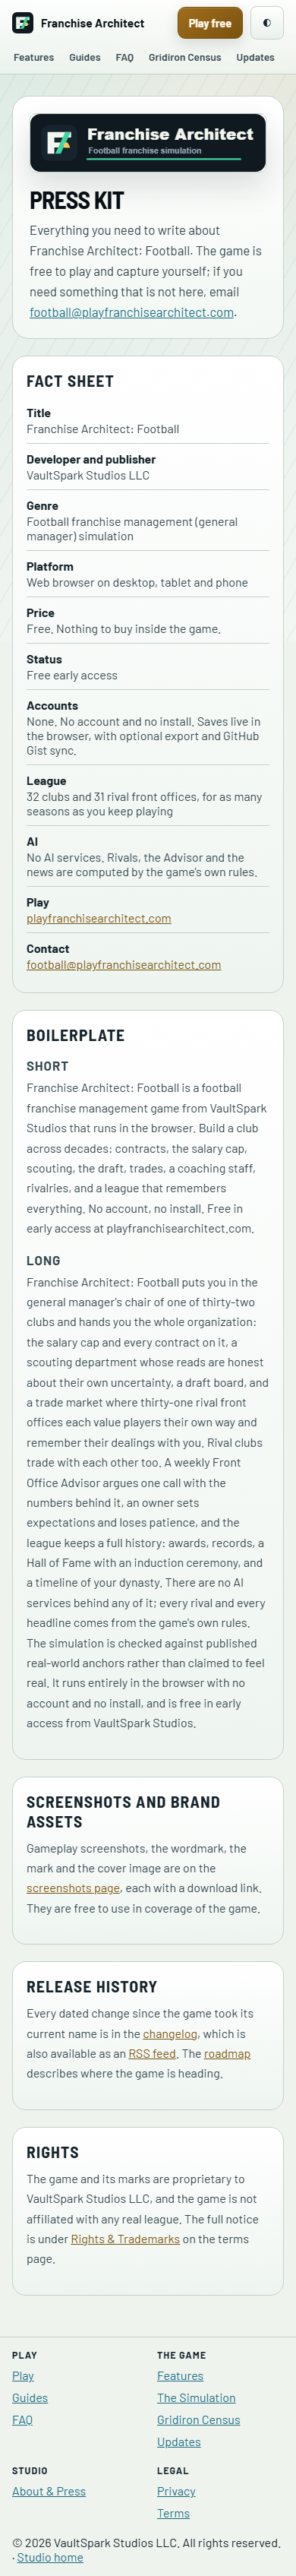 Franchise Architect
Play free
Features Guides FAQ Gridiron Census Updates
Franchise Architect
Football franchise simulation
PRESS KIT
Everything you need to write about
Franchise Architect: Football. The game is
free to play and capture yourself; if you
need something that is not here, email
football@playfranchisearchitect.com.
FACT SHEET
Title
Franchise Architect: Football
Developer and publisher
VaultSpark Studios LLC
Genre
Football franchise management (general
manager) simulation
Platform
Web browser on desktop, tablet and phone
Price
Free. Nothing to buy inside the game.
Status
Free early access
Accounts
None. No account and no install. Saves live in
the browser, with optional export and GitHub
Gist sync.
League
32 clubs and 31 rival front offices, for as many
seasons as you keep playing
AI
No AI services. Rivals, the Advisor and the
news are computed by the game's own rules.
Play
playfranchisearchitect.com
Contact
football@playfranchisearchitect.com
BOILERPLATE
SHORT
Franchise Architect: Football is a football
franchise management game from VaultSpark
Studios that runs in the browser. Build a club
across decades: contracts, the salary cap,
scouting, the draft, trades, a coaching staff,
rivalries, and a league that remembers
everything. No account, no install. Free in
early access at playfranchisearchitect.com.
LONG
Franchise Architect: Football puts you in the
general manager's chair of one of thirty-two
clubs and hands you the whole organization:
the salary cap and every contract on it, a
scouting department whose reads are honest
about their own uncertainty, a draft board, and
a trade market where thirty-one rival front
offices each value players their own way and
remember their dealings with you. Rival clubs
trade with each other too. A weekly Front
Office Advisor argues one call with the
numbers behind it, an owner sets
expectations and loses patience, and the
league keeps a full history: awards, records, a
Hall of Fame with an induction ceremony, and
a timeline of your dynasty. There are no AI
services behind any of it; every rival and every
headline comes from the game's own rules.
The simulation is checked against published
real-world anchors rather than claimed to feel
real. It runs entirely in the browser with no
account and no install, and is free in early
access from VaultSpark Studios.
SCREENSHOTS AND BRAND
ASSETS
Gameplay screenshots, the wordmark, the
mark and the cover image are on the
screenshots page, each with a download link.
They are free to use in coverage of the game.
RELEASE HISTORY
Every dated change since the game took its
current name is in the changelog, which is
also available as an RSS feed. The roadmap
describes where the game is heading.
RIGHTS
The game and its marks are proprietary to
VaultSpark Studios LLC, and the game is not
affiliated with any real league. The full notice
is under Rights & Trademarks on the terms
page.
PLAY
Play
Guides
FAQ
THE GAME
Features
The Simulation
Gridiron Census
Updates
STUDIO
About & Press
LEGAL
Privacy
Terms
© 2026 VaultSpark Studios LLC. All rights reserved.
· Studio home